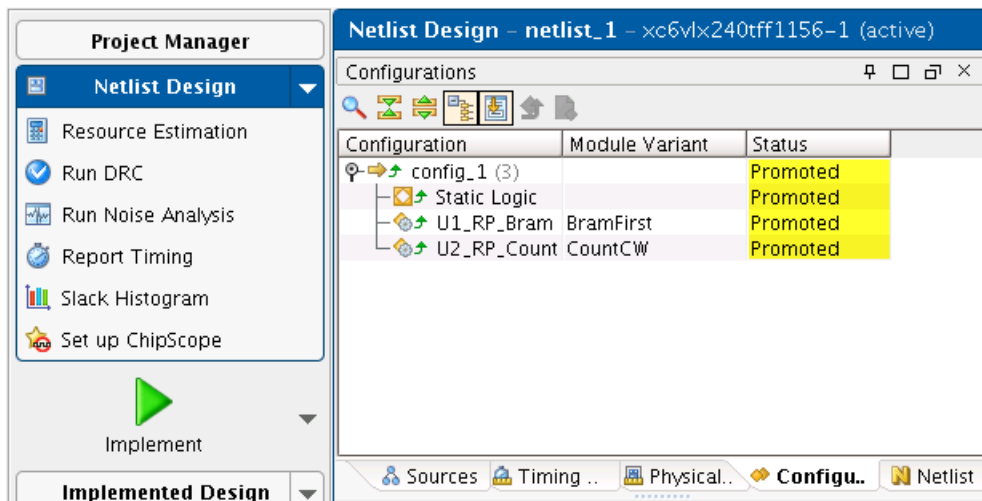 Project Manager
Netlist Design
Resource Estimation
Run DRC
Run Noise Analysis
Report Timing
Slack Histogram
Set up ChipScope
Implement
Implemented Design
Netlist Design - netlist_1 - xc6vlx240tff1156-1 (active)
Configurations
Configuration Module Variant Status
config_1 (3) Promoted
Static Logic Promoted
U1_RP_Bram BramFirst Promoted
U2_RP_Count CountCW Promoted
Sources Timing .. Physical.. Configu.. Netlist